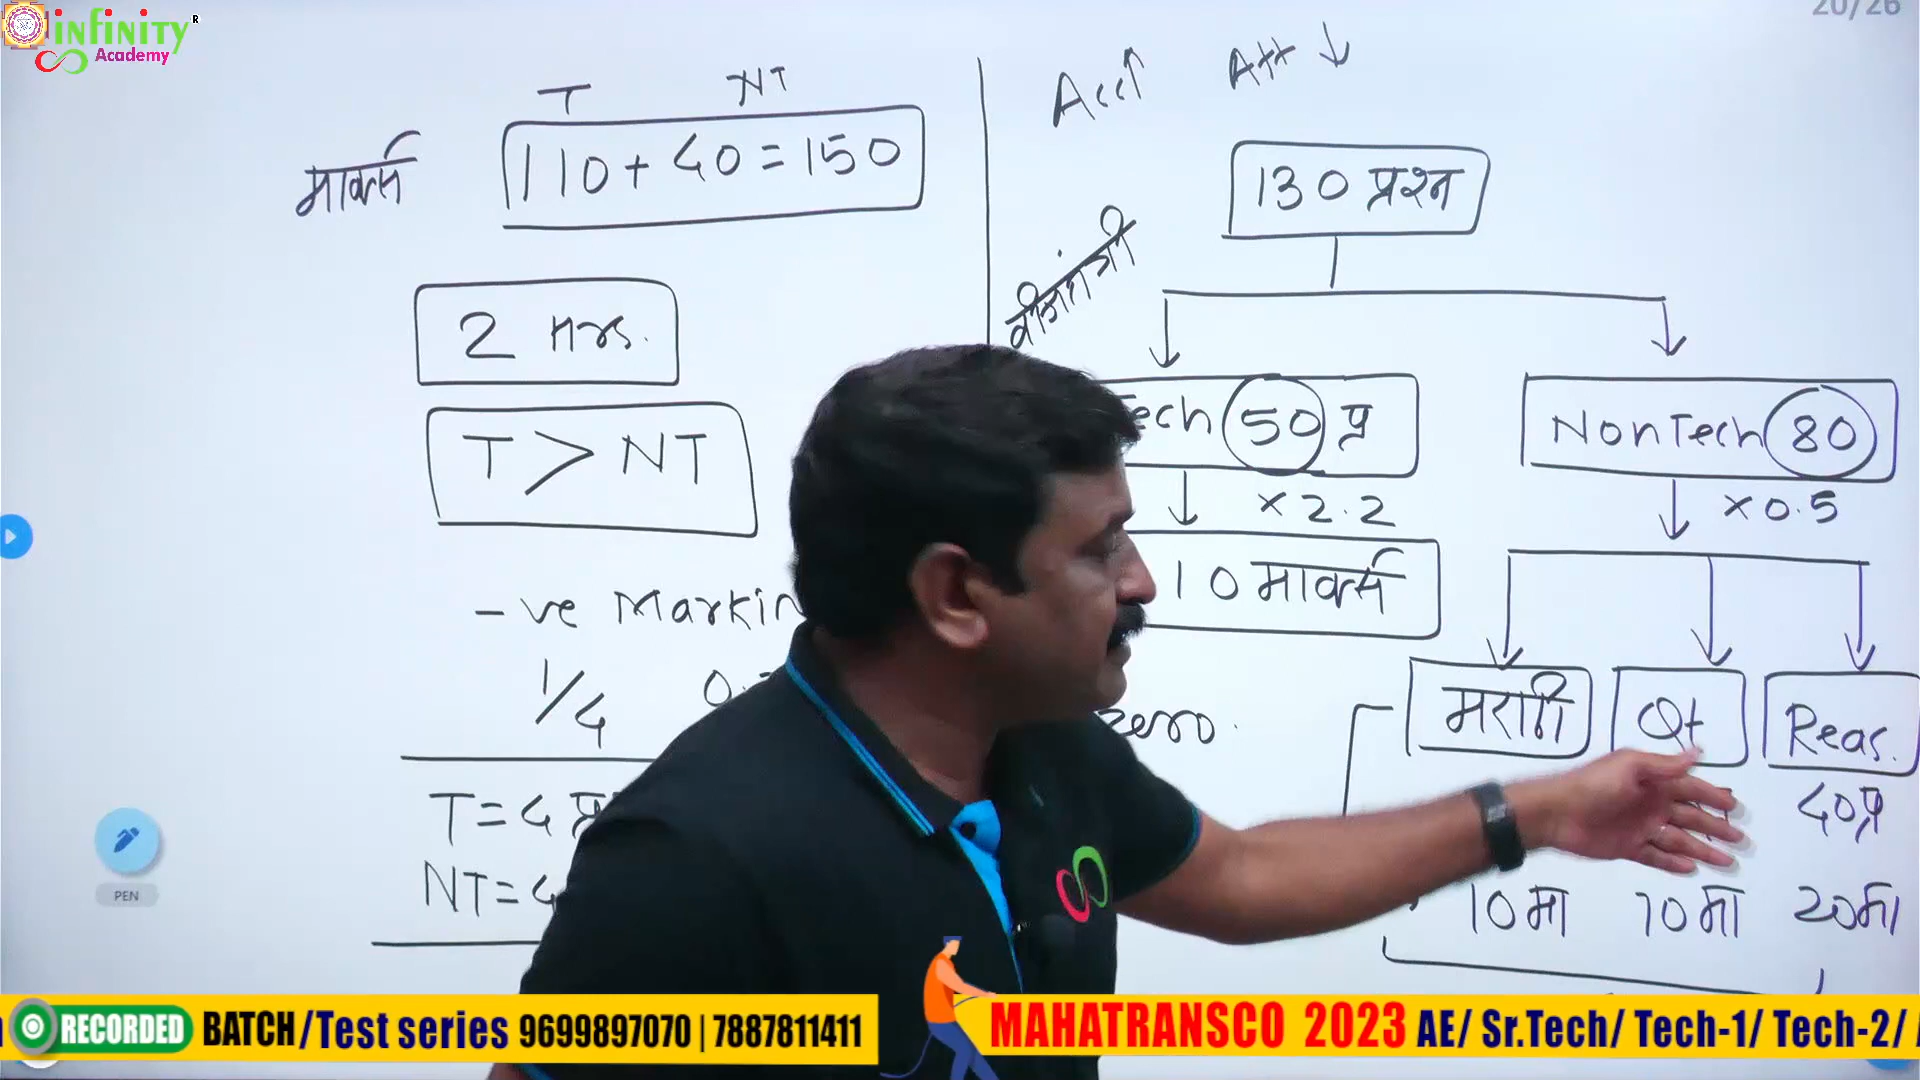 infinity
Academy
20/26
T NT
मार्क्स 110 + 40 = 150
2 Hrs.
T > NT
-ve Markin
1/4 0.
zero.
T = 4 प्र
NT = 4
Acc↑ Att ↓
130 प्रश्न
Tech 50 प्र
× 2.2
10 मार्क्स
NonTech 80
× 0.5
मराठी Qt Reas.
40प्र
10मा 10मा 20मा
PEN
RECORDED BATCH/Test series 9699897070 | 7887811411
MAHATRANSCO 2023 AE/ Sr.Tech/ Tech-1/ Tech-2/